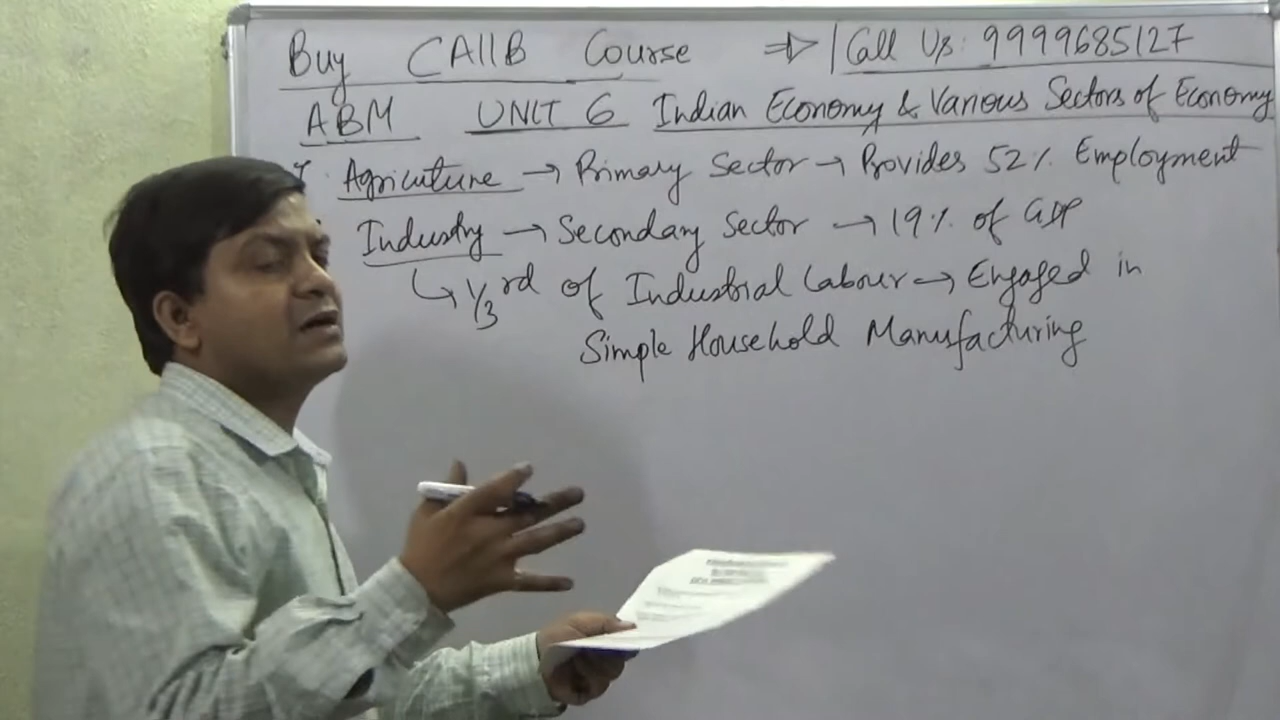 Buy CAIIB Course ⇒ | Call Us: 9999685127
ABM UNIT 6 Indian Economy & Various Sectors of Economy
Agricuture → Primary Sector → Provides 52% Employment
Industry → Secondary Sector → 19% of GDP
↳ 1/3rd of Industrial Labour → Engaged in
Simple Household Manufacturing